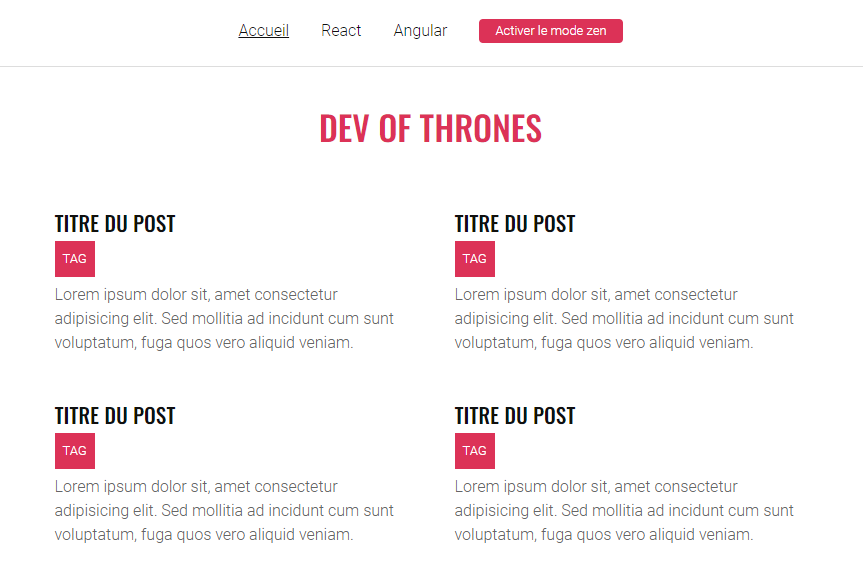 Accueil React Angular Activer le mode zen
DEV OF THRONES
TITRE DU POST
TAG
Lorem ipsum dolor sit, amet consectetur
adipisicing elit. Sed mollitia ad incidunt cum sunt
voluptatum, fuga quos vero aliquid veniam.
TITRE DU POST
TAG
Lorem ipsum dolor sit, amet consectetur
adipisicing elit. Sed mollitia ad incidunt cum sunt
voluptatum, fuga quos vero aliquid veniam.
TITRE DU POST
TAG
Lorem ipsum dolor sit, amet consectetur
adipisicing elit. Sed mollitia ad incidunt cum sunt
voluptatum, fuga quos vero aliquid veniam.
TITRE DU POST
TAG
Lorem ipsum dolor sit, amet consectetur
adipisicing elit. Sed mollitia ad incidunt cum sunt
voluptatum, fuga quos vero aliquid veniam.